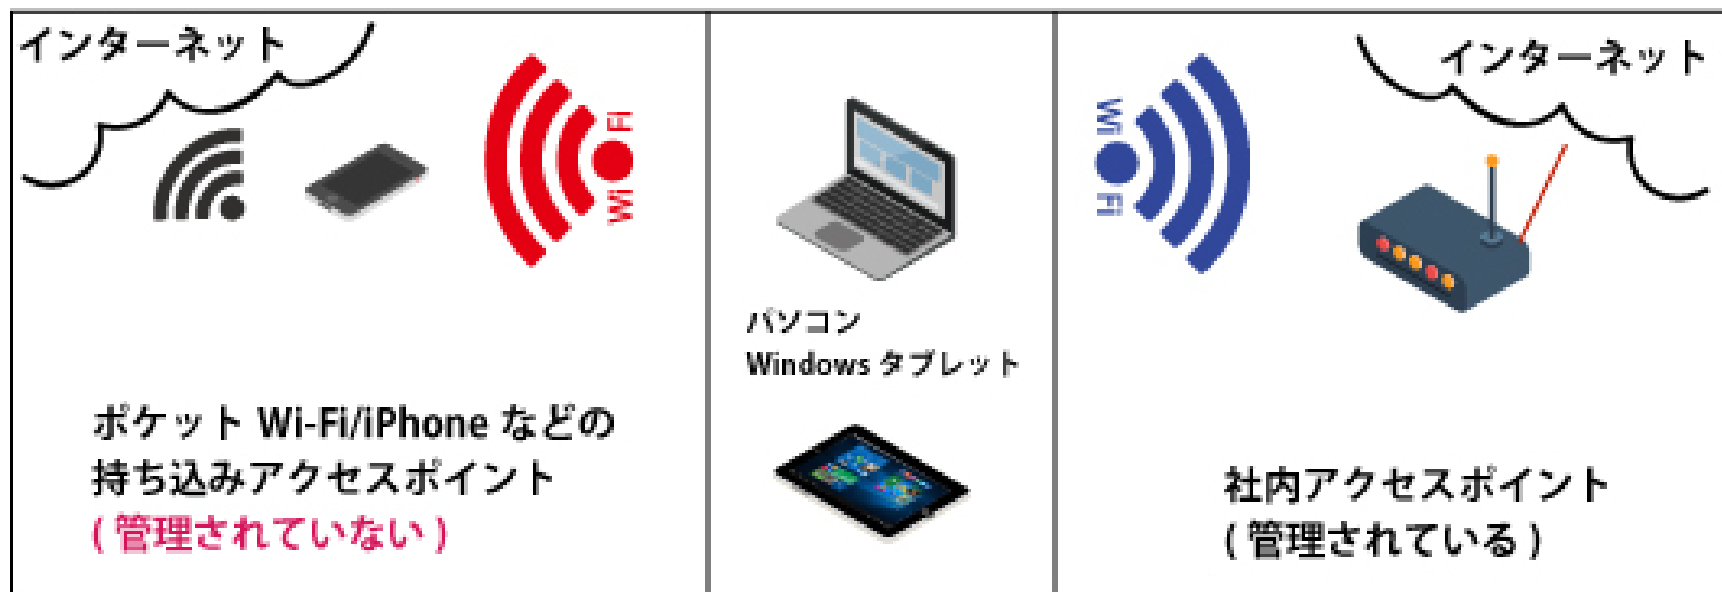 インターネット
Wi Fi
ポケット Wi-Fi/iPhone などの
持ち込みアクセスポイント
( 管理されていない )
パソコン
Windows タブレット
インターネット
Wi Fi
社内アクセスポイント
( 管理されている )